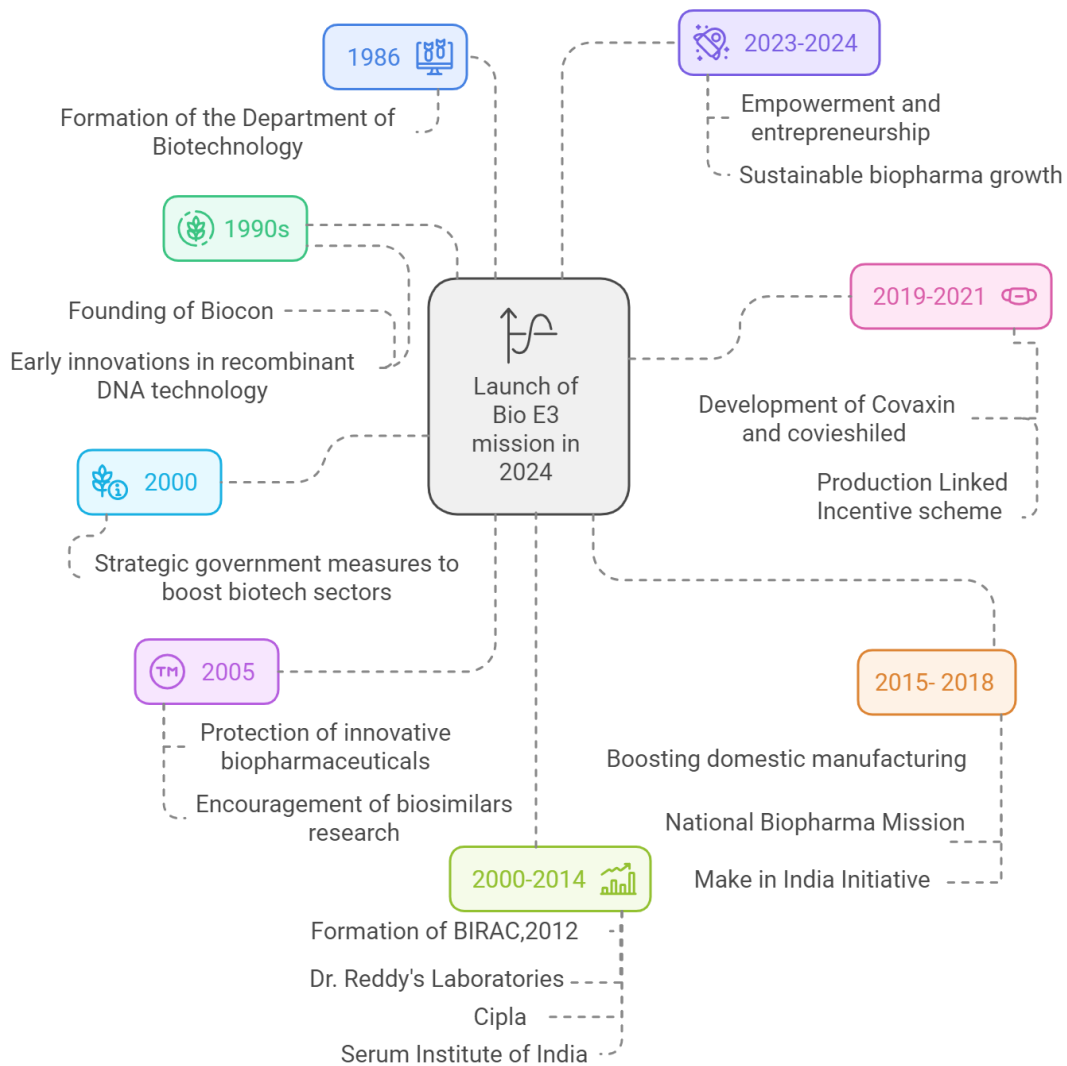 1986
Formation of the Department of
Biotechnology
1990s
Founding of Biocon
Early innovations in recombinant
DNA technology
2000
Strategic government measures to
boost biotech sectors
TM
2005
Protection of innovative
biopharmaceuticals
Encouragement of biosimilars
research
2000-2014
Formation of BIRAC,2012
Dr. Reddy's Laboratories
Cipla
Serum Institute of India
Launch of
Bio E3
mission in
2024
2023-2024
Empowerment and
entrepreneurship
Sustainable biopharma growth
2019-2021
Development of Covaxin
and covieshiled
Production Linked
Incentive scheme
2015- 2018
Boosting domestic manufacturing
National Biopharma Mission
Make in India Initiative